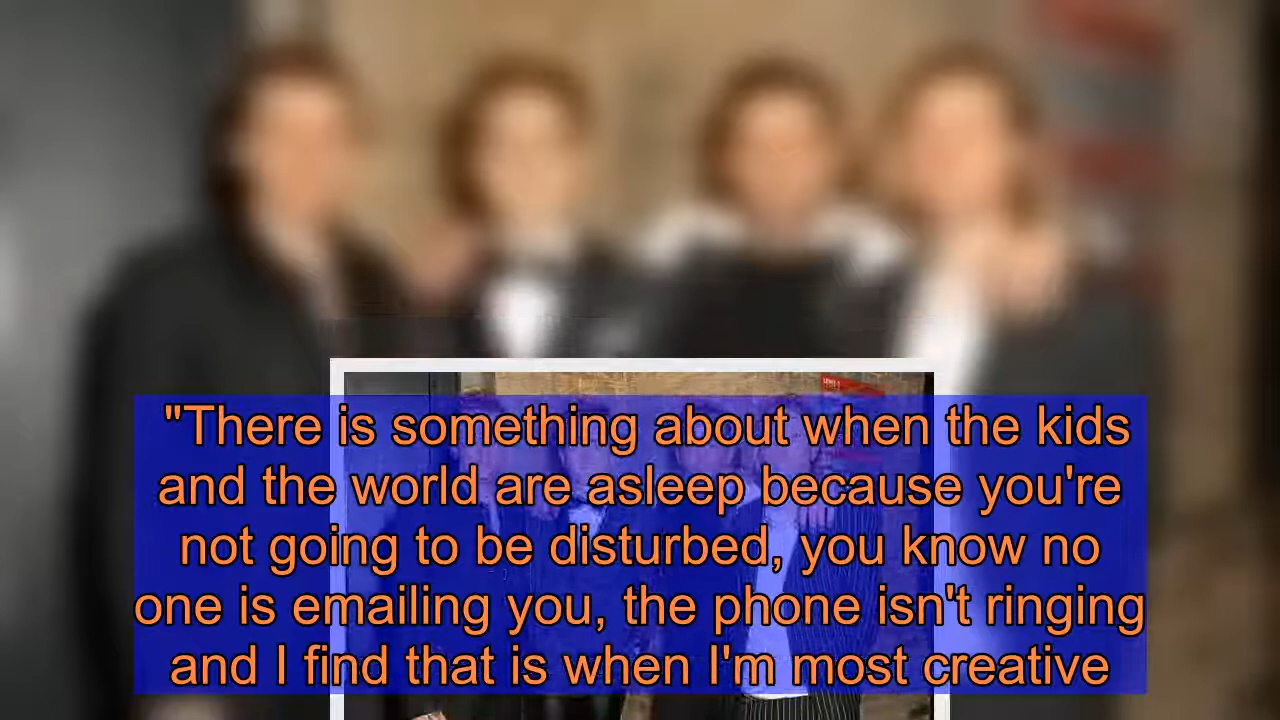 "There is something about when the kids
and the world are asleep because you're
not going to be disturbed, you know no
one is emailing you, the phone isn't ringing
and I find that is when I'm most creative